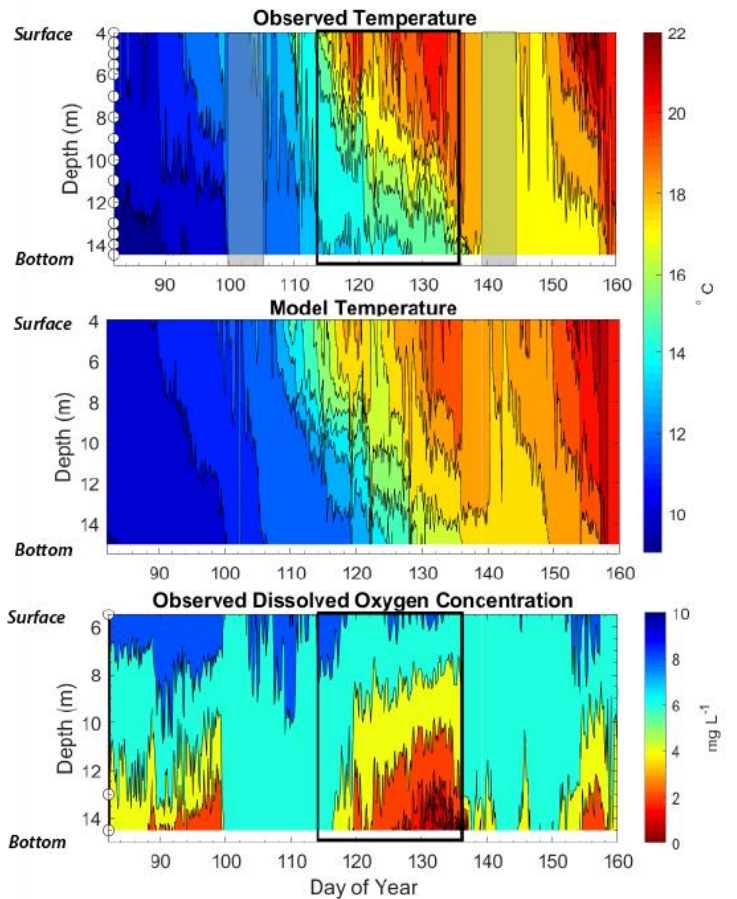 Observed Temperature
Surface
4
6
8
10
12
14
Depth (m)
Bottom
90 100 110 120 130 140 150 160
Model Temperature
Surface
4
6
8
10
12
14
Depth (m)
Bottom
90 100 110 120 130 140 150 160
22
20
18
16
14
12
10
° C
Observed Dissolved Oxygen Concentration
Surface
6
8
10
12
14
Depth (m)
Bottom
90 100 110 120 130 140 150 160
Day of Year
10
8
6
4
2
0
mg L⁻¹